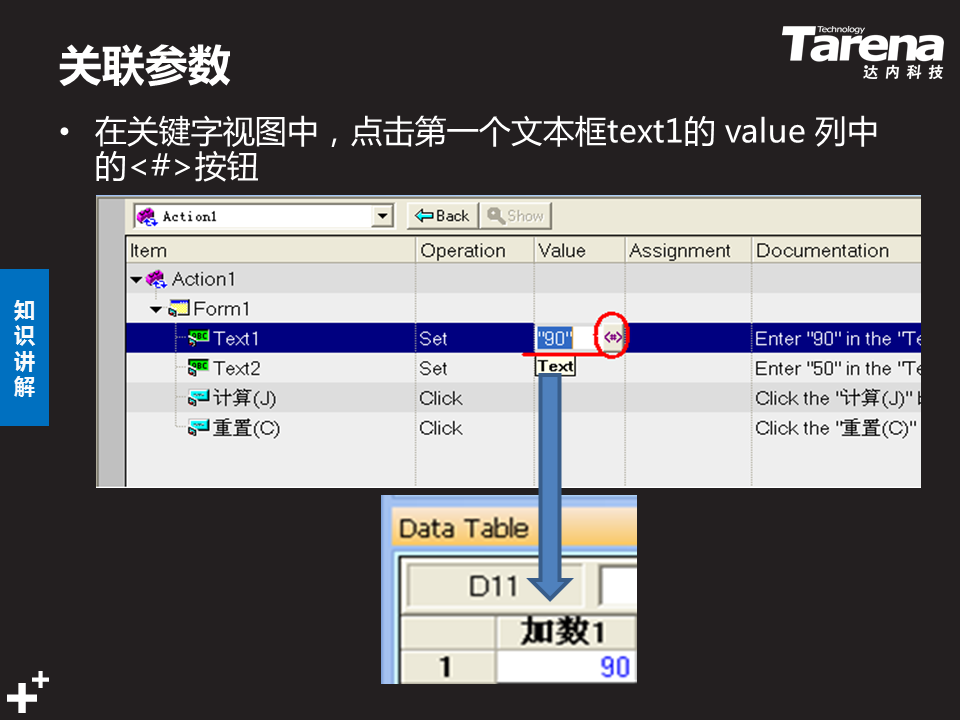 关联参数
Technology
Tarena
达内科技
• 在关键字视图中，点击第一个文本框text1的 value 列中
的<#>按钮
知识讲解
Action1 Back Show
Item Operation Value Assignment Documentation
Action1
Form1
Text1 Set "90" <#> Enter "90" in the "Te
Text
Text2 Set Enter "50" in the "Te
计算(J) Click Click the "计算(J)" b
重置(C) Click Click the "重置(C)"
Data Table
D11
加数1
1 90